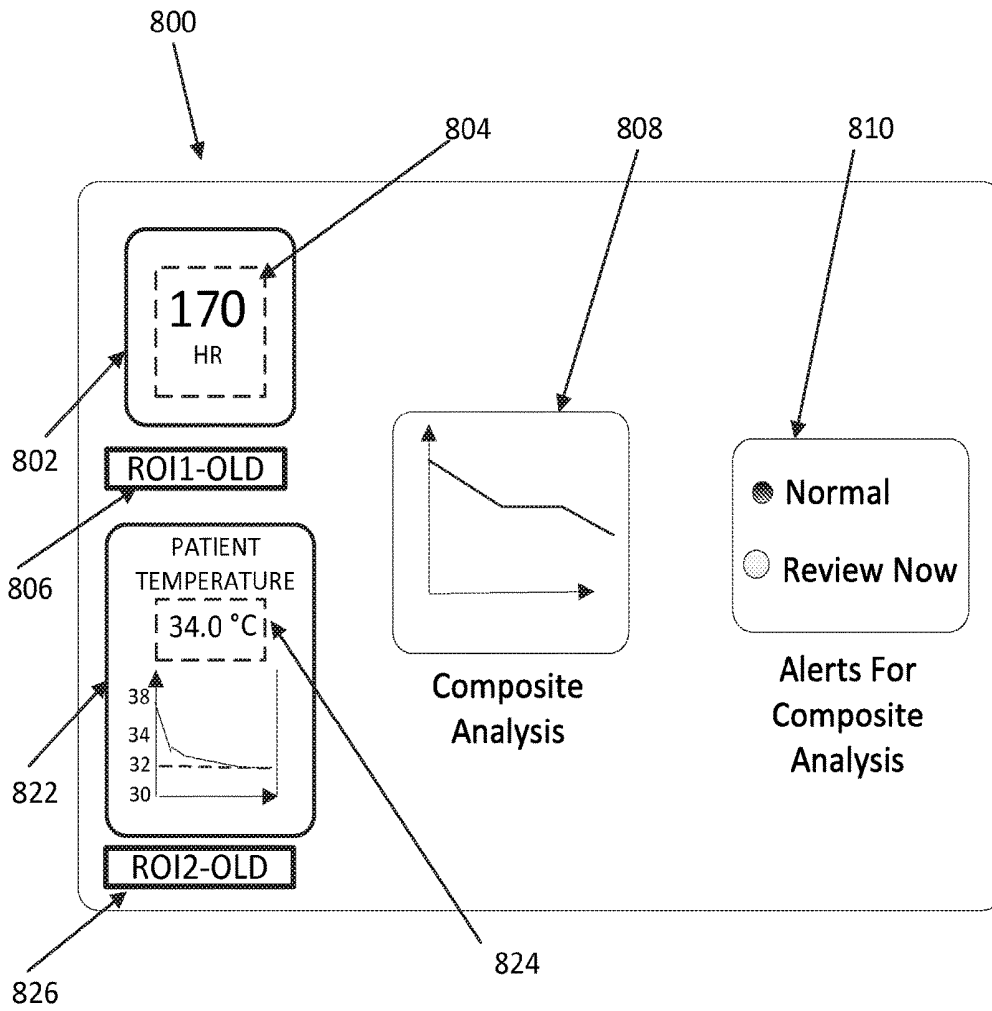 800
804
808
810
170
HR
802
ROI1-OLD
806
PATIENT
TEMPERATURE
34.0 °C
38
34
32
30
822
ROI2-OLD
826
824
Composite
Analysis
Normal
Review Now
Alerts For
Composite
Analysis